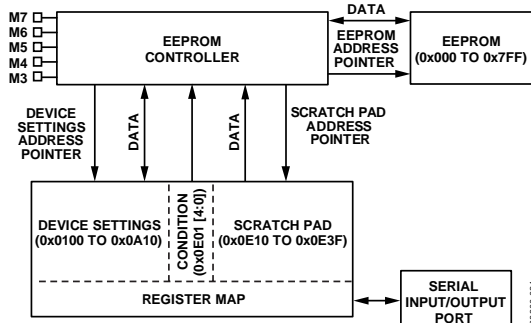 M7
M6
M5
M4
M3
EEPROM
CONTROLLER
DATA
EEPROM
ADDRESS
POINTER
EEPROM
(0x000 TO 0x7FF)
DEVICE
SETTINGS
ADDRESS
POINTER
DATA
DATA
SCRATCH PAD
ADDRESS
POINTER
DEVICE SETTINGS
(0x0100 TO 0x0A10)
CONDITION
(0x0E01 [4:0])
SCRATCH PAD
(0x0E10 TO 0x0E3F)
REGISTER MAP
SERIAL
INPUT/OUTPUT
PORT